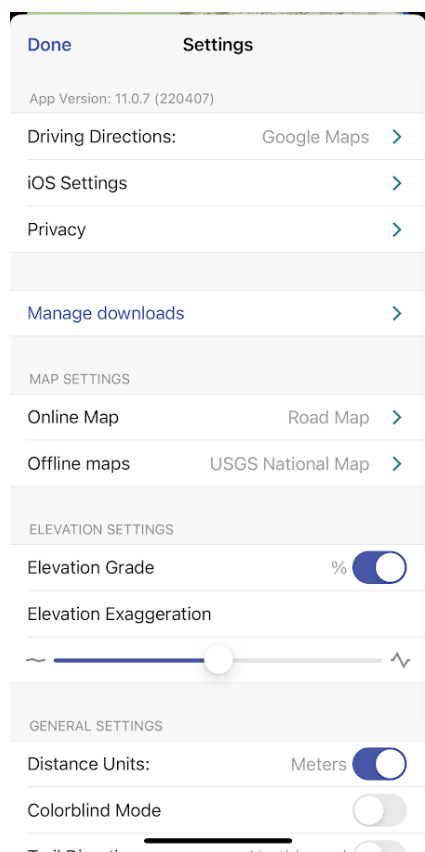 Done Settings
App Version: 11.0.7 (220407)
Driving Directions: Google Maps
iOS Settings
Privacy
Manage downloads
MAP SETTINGS
Online Map Road Map
Offline maps USGS National Map
ELEVATION SETTINGS
Elevation Grade %
Elevation Exaggeration
GENERAL SETTINGS
Distance Units: Meters
Colorblind Mode